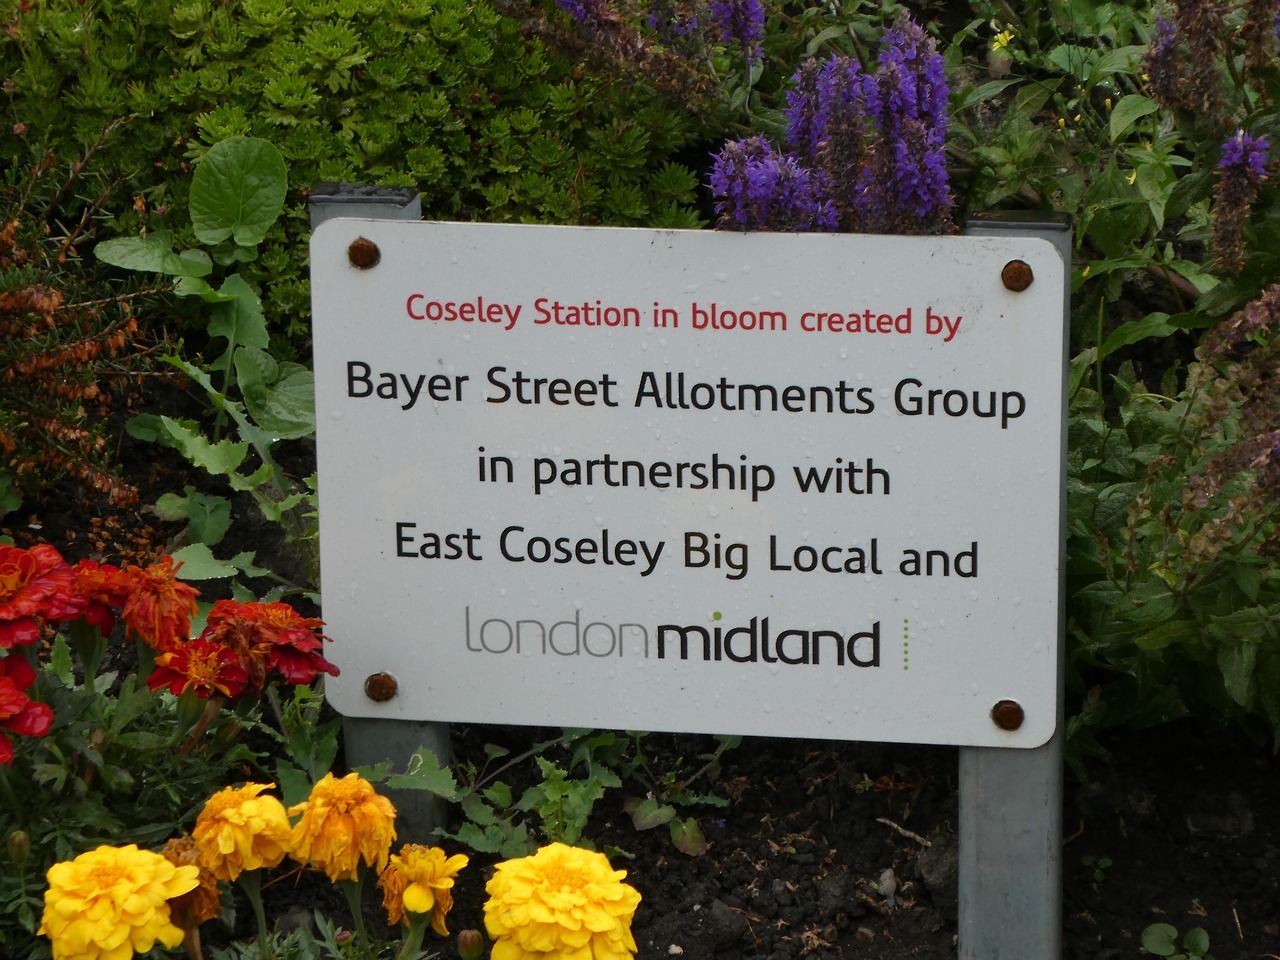 Coseley Station in bloom created by
Bayer Street Allotments Group
in partnership with
East Coseley Big Local and
londonmidland